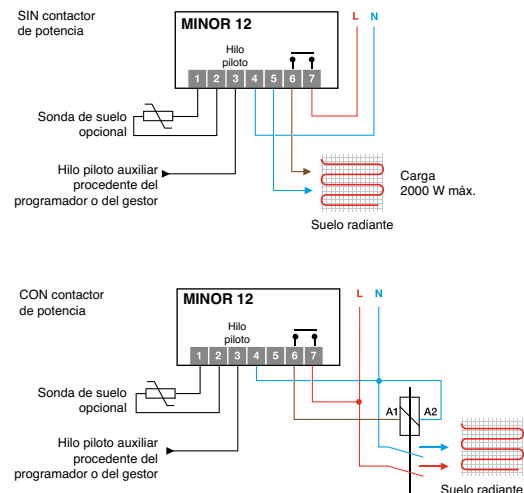 SIN contactor
de potencia
MINOR 12
L N
Hilo
piloto
1 2 3 4 5 6 7
Sonda de suelo
opcional
Hilo piloto auxiliar
procedente del
programador o del gestor
Carga
2000 W máx.
Suelo radiante
CON contactor
de potencia
MINOR 12
L N
Hilo
piloto
1 2 3 4 5 6 7
Sonda de suelo
opcional
A1 A2
Hilo piloto auxiliar
procedente del
programador o del gestor
Suelo radiante